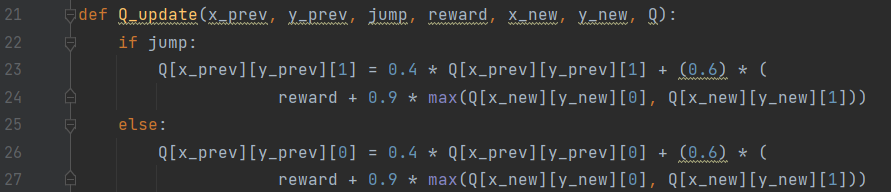 21 def Q_update(x_prev, y_prev, jump, reward, x_new, y_new, Q):
22     if jump:
23         Q[x_prev][y_prev][1] = 0.4 * Q[x_prev][y_prev][1] + (0.6) * (
24                     reward + 0.9 * max(Q[x_new][y_new][0], Q[x_new][y_new][1]))
25     else:
26         Q[x_prev][y_prev][0] = 0.4 * Q[x_prev][y_prev][0] + (0.6) * (
27                     reward + 0.9 * max(Q[x_new][y_new][0], Q[x_new][y_new][1]))